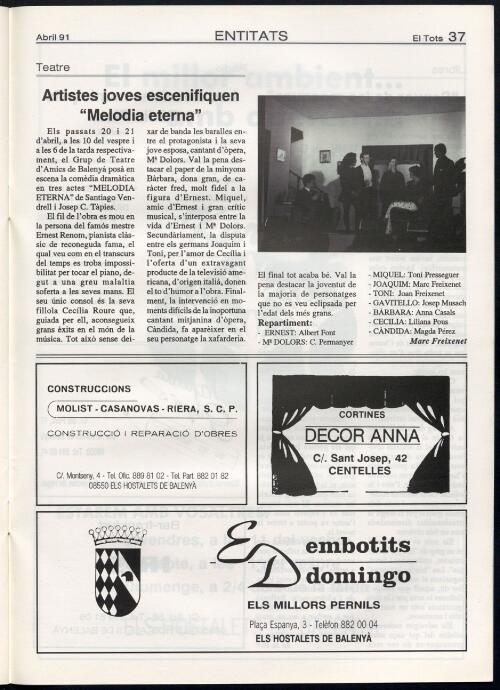 Abril 91
ENTITATS
El Tots 37
Teatre
Artistes joves escenifiquen
"Melodia eterna"
Els passats 20 i 21
d'abril, a les 10 del vespre i
a les 6 de la tarda respectiva-
ment, el Grup de Teatre
d'Amics de Balenyà posà en
escena la comèdia dramàtica
en tres actes "MELODIA
ETERNA" de Santiago Ven-
drell i Josep C. Tàpies.
El fil de l'obra es mou en
la persona del famós mestre
Ernest Renom, pianista clàs-
sic de reconeguda fama, el
qual veu com en el transcurs
del temps es troba impossi-
bilitat per tocar el piano, de-
gut a una greu malaltia
soferta a les seves mans. El
seu únic consol és la seva
fillola Cecília Roure que,
guiada per ell, aconsegueix
grans èxits en el món de la
música. Tot això sense dei-
xar de banda les baralles en-
tre el protagonista i la seva
jove esposa, cantant d'òpera,
Mª Dolors. Val la pena des-
tacar el paper de la minyona
Bàrbara, dona gran, de ca-
ràcter fred, molt fidel a la
figura d'Ernest. Miquel,
amic d'Ernest i gran crític
musical, s'interposa entre la
vida d'Ernest i Mª Dolors.
Secundàriament, la disputa
entre els germans Joaquim i
Toni, per l'amor de Cecília i
l'oferta d'un extravagant
producte de la televisió ame-
ricana, d'origen italià, donen
el to d'humor a l'obra. Final-
ment, la intervenció en mo-
ments difícils de la inoportuna
cantant mitjanina d'òpera,
Càndida, fa aparèixer en el
seu personatge la xafarderia.
El final tot acaba bé. Val la
pena destacar la joventut de
la majoria de personatges
que no es veu eclipsada per
l'edat dels més grans.
Repartiment:
- ERNEST: Albert Font
- Mª DOLORS: C. Permanyer
- MIQUEL: Toni Presseguer
- JOAQUIM: Marc Freixenet
- TONI: Joan Freixenet
- GAVITELLO: Josep Musach
- BÀRBARA: Anna Casals
- CECILIA: Liliana Pous
- CÀNDIDA: Magda Pérez
Marc Freixenet
CONSTRUCCIONS
MOLIST - CASANOVAS - RIERA, S. C. P.
CONSTRUCCIÓ I REPARACIÓ D'OBRES
C/. Montseny, 4 - Tel. Ofic. 889 81 02 - Tel. Part. 882 01 82
08550 ELS HOSTALETS DE BALENYÀ
CORTINES
DECOR ANNA
C/. Sant Josep, 42
CENTELLES
E D embotits
domingo
ELS MILLORS PERNILS
Plaça Espanya, 3 - Telèfon 882 00 04
ELS HOSTALETS DE BALENYÀ